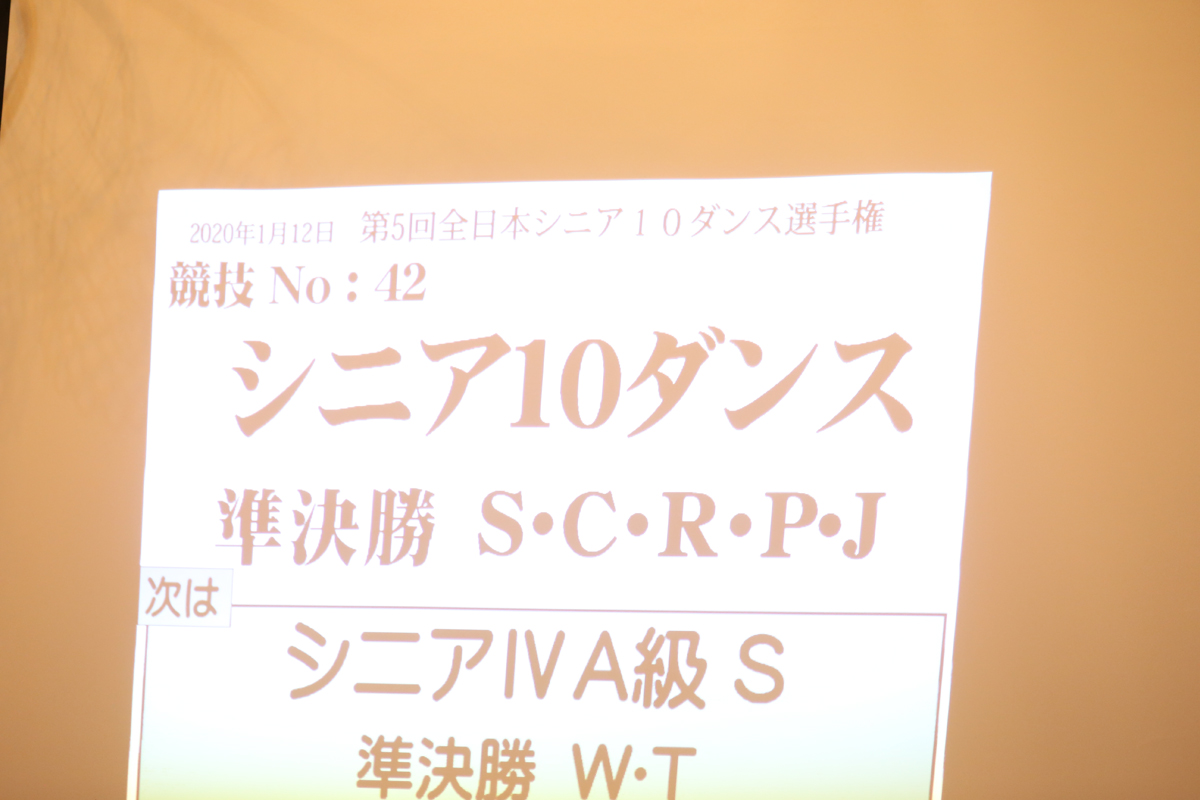 2020年1月12日 第5回全日本シニア１０ダンス選手権
競技 No：42
シニア10ダンス
準決勝 S・C・R・P・J
次は
シニアⅣA級 S
準決勝 W・T